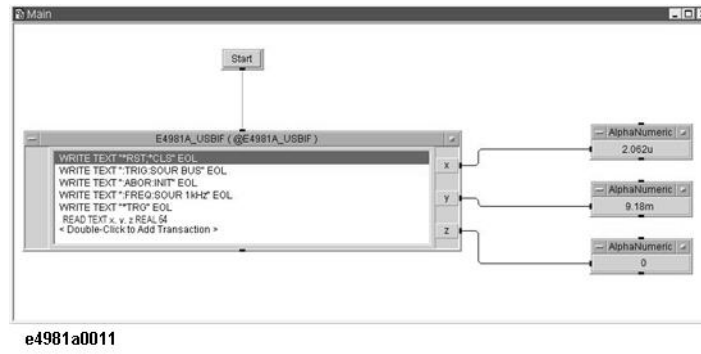 Main
Start
E4981A_USBIF ( @E4981A_USBIF )
WRITE TEXT "*RST;*CLS" EOL
WRITE TEXT ":TRIG:SOUR BUS" EOL
WRITE TEXT ":ABOR:INIT" EOL
WRITE TEXT ":FREQ:SOUR 1kHz" EOL
WRITE TEXT "*TRG" EOL
READ TEXT x, y, z REAL 64
< Double-Click to Add Transaction >
x
y
z
AlphaNumeric
2.062u
AlphaNumeric
9.18m
AlphaNumeric
0
e4981a0011